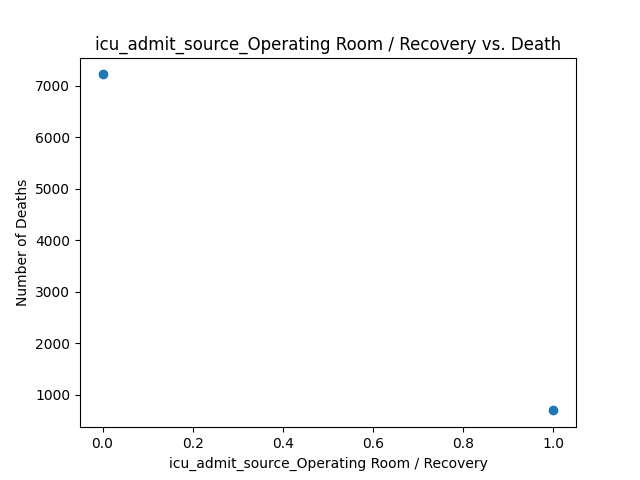 icu_admit_source_Operating Room / Recovery vs. Death
7000
6000
5000
4000
3000
2000
1000
Number of Deaths
0.0 0.2 0.4 0.6 0.8 1.0
icu_admit_source_Operating Room / Recovery